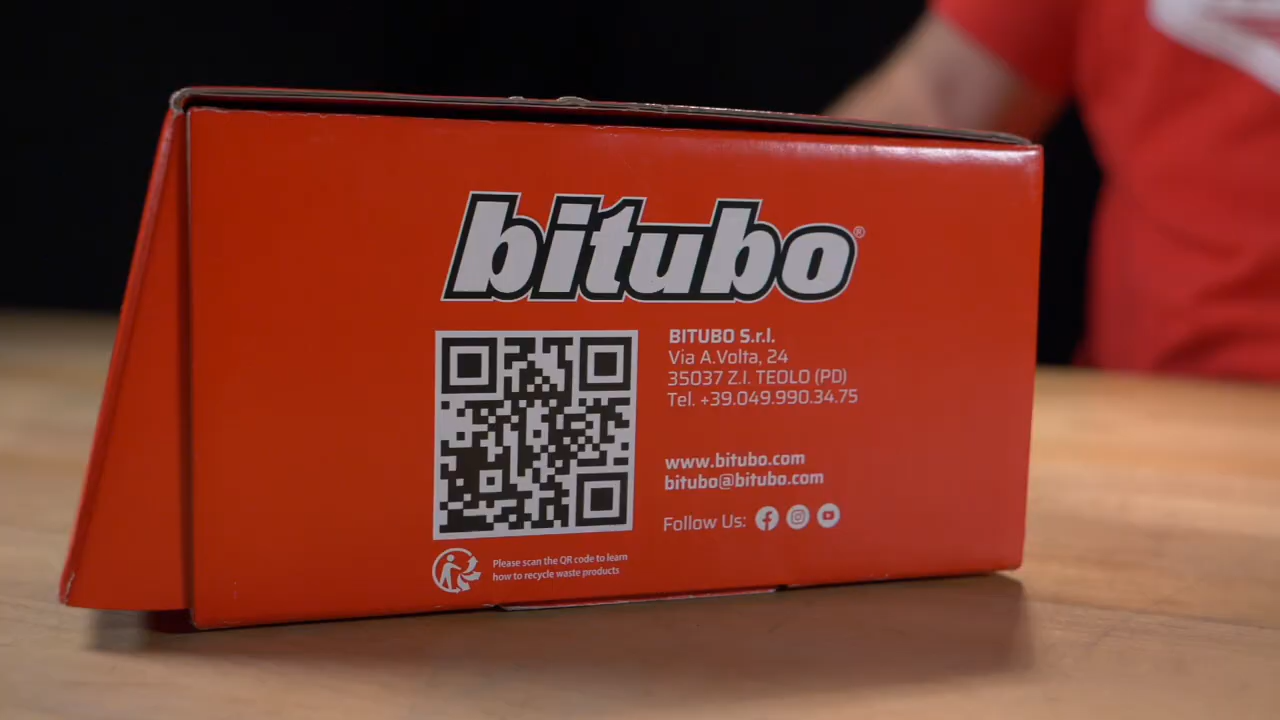 bitubo®
BITUBO S.r.l.
Via A.Volta, 24
35037 Z.I. TEOLO (PD)
Tel. +39.049.990.34.75
www.bitubo.com
bitubo@bitubo.com
Follow Us:
Please scan the QR code to learn
how to recycle waste products